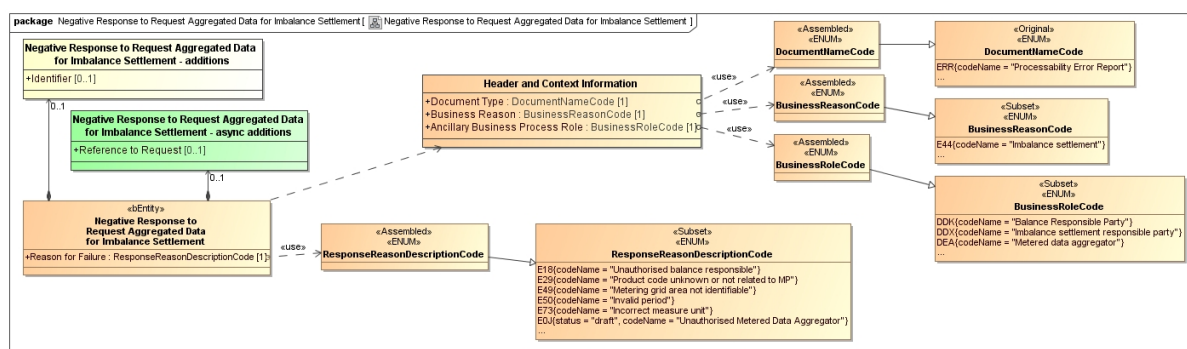 package Negative Response to Request Aggregated Data for Imbalance Settlement [ Negative Response to Request Aggregated Data for Imbalance Settlement ]
Negative Response to Request Aggregated Data
for Imbalance Settlement - additions
+Identifier [0..1]
0..1
Negative Response to Request Aggregated Data
for Imbalance Settlement - async additions
+Reference to Request [0..1]
0..1
«bEntity»
Negative Response to
Request Aggregated Data
for Imbalance Settlement
+Reason for Failure : ResponseReasonDescriptionCode [1]
Header and Context Information
+Document Type : DocumentNameCode [1]
+Business Reason : BusinessReasonCode [1]
+Ancillary Business Process Role : BusinessRoleCode [1]
«use»
«use»
«use»
«use»
«Assembled»
«ENUM»
DocumentNameCode
«Original»
«ENUM»
DocumentNameCode
ERR{codeName = "Processability Error Report"}
...
«Assembled»
«ENUM»
BusinessReasonCode
«Subset»
«ENUM»
BusinessReasonCode
E44{codeName = "Imbalance settlement"}
...
«Assembled»
«ENUM»
BusinessRoleCode
«Subset»
«ENUM»
BusinessRoleCode
DDK{codeName = "Balance Responsible Party"}
DDX{codeName = "Imbalance settlement responsible party"}
DEA{codeName = "Metered data aggregator"}
...
«Assembled»
«ENUM»
ResponseReasonDescriptionCode
«Subset»
«ENUM»
ResponseReasonDescriptionCode
E18{codeName = "Unauthorised balance responsible"}
E29{codeName = "Product code unknown or not related to MP"}
E49{codeName = "Metering grid area not identifiable"}
E50{codeName = "Invalid period"}
E73{codeName = "Incorrect measure unit"}
E0J{status = "draft", codeName = "Unauthorised Metered Data Aggregator"}
...